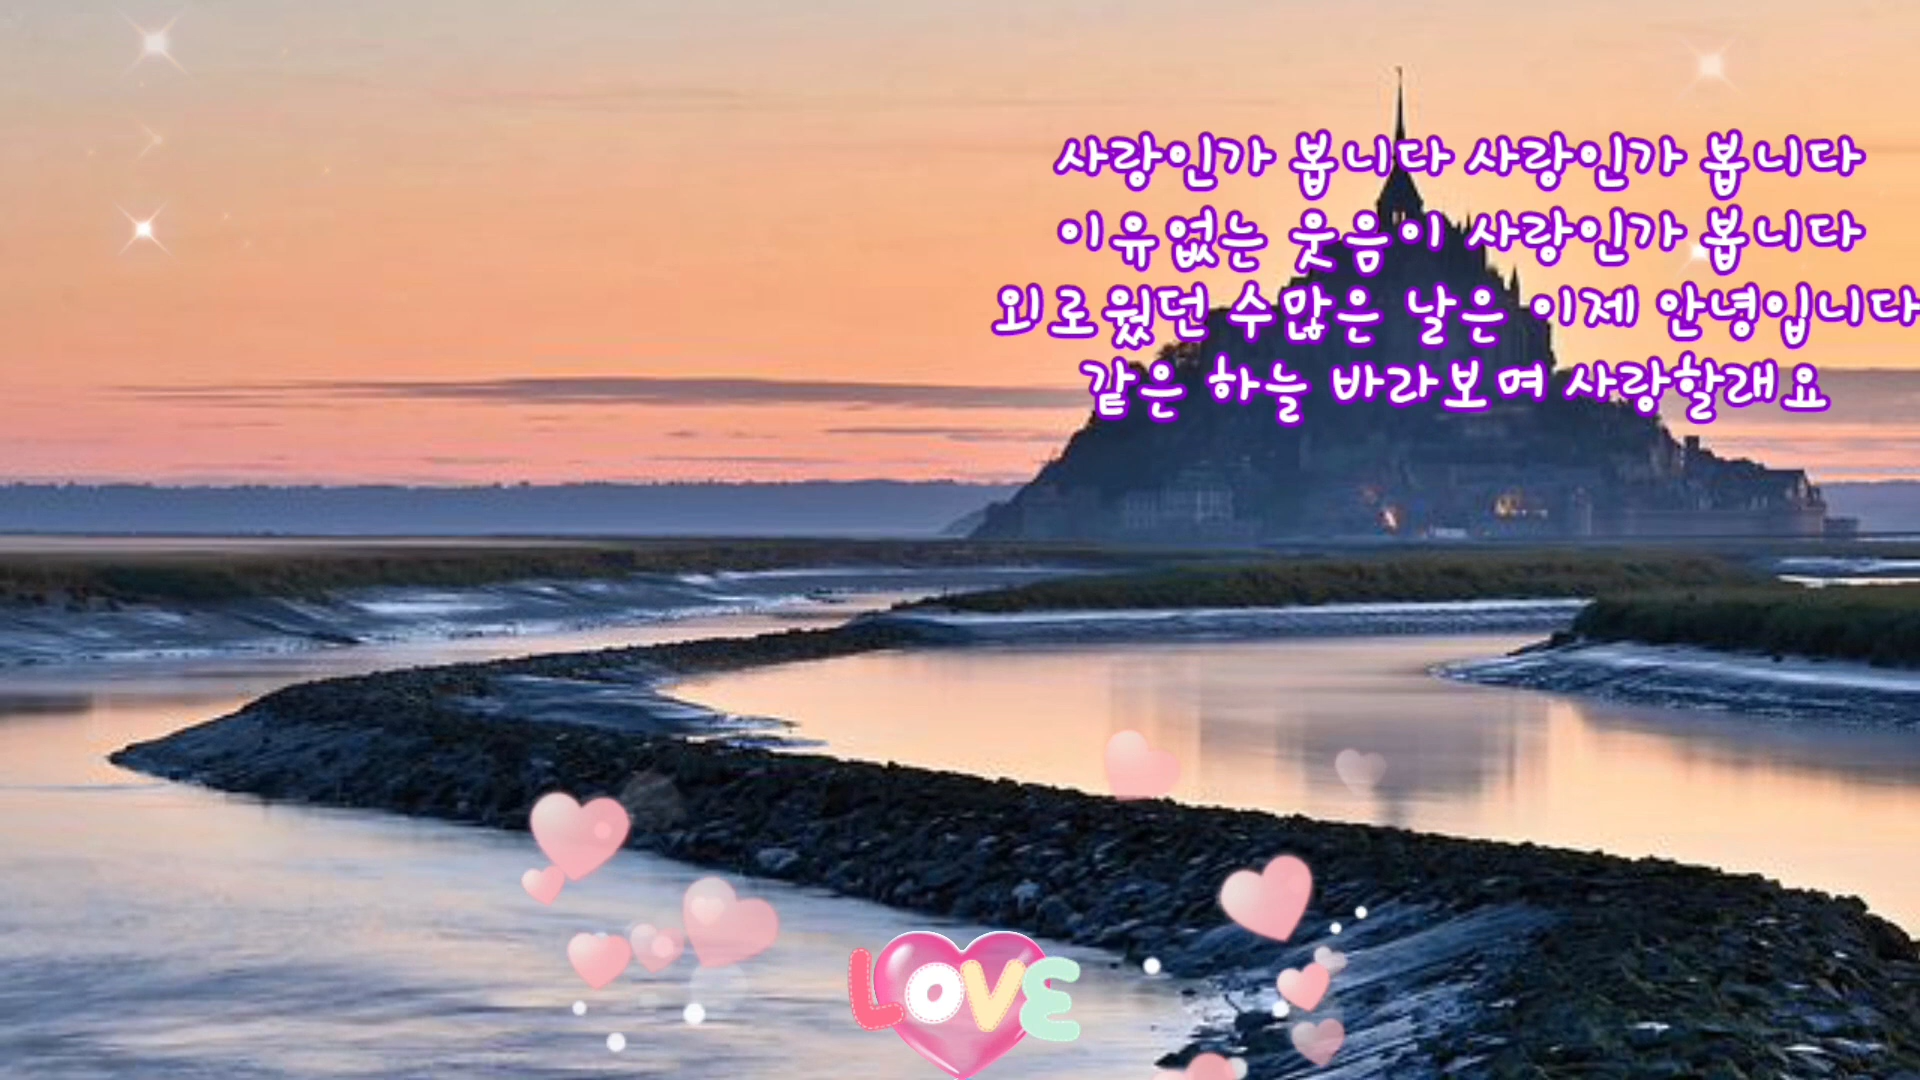 사랑인가 봅니다 사랑인가 봅니다
이유없는 웃음이 사랑인가 봅니다
외로웠던 수많은 날은 이제 안녕입니다
같은 하늘 바라보며 사랑할래요
LOVE